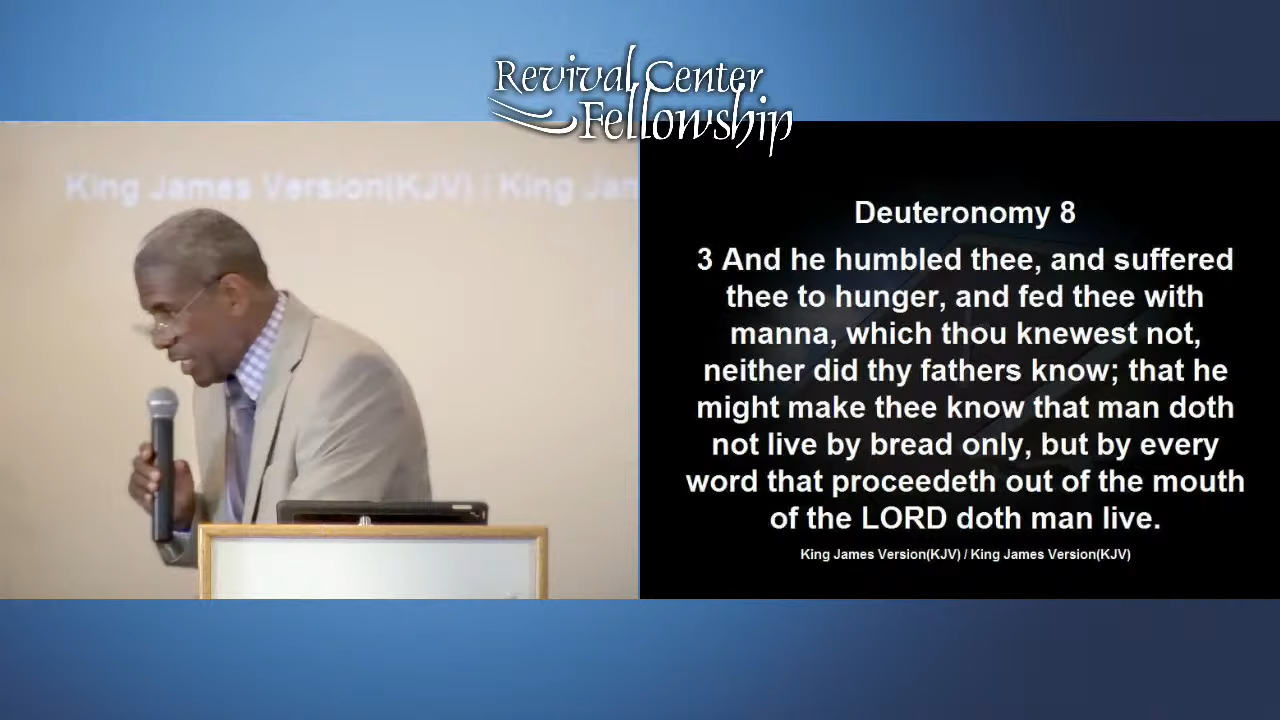 Revival Center
Fellowship
King James Version(KJV) / King Jam
Deuteronomy 8
3 And he humbled thee, and suffered
thee to hunger, and fed thee with
manna, which thou knewest not,
neither did thy fathers know; that he
might make thee know that man doth
not live by bread only, but by every
word that proceedeth out of the mouth
of the LORD doth man live.
King James Version(KJV) / King James Version(KJV)